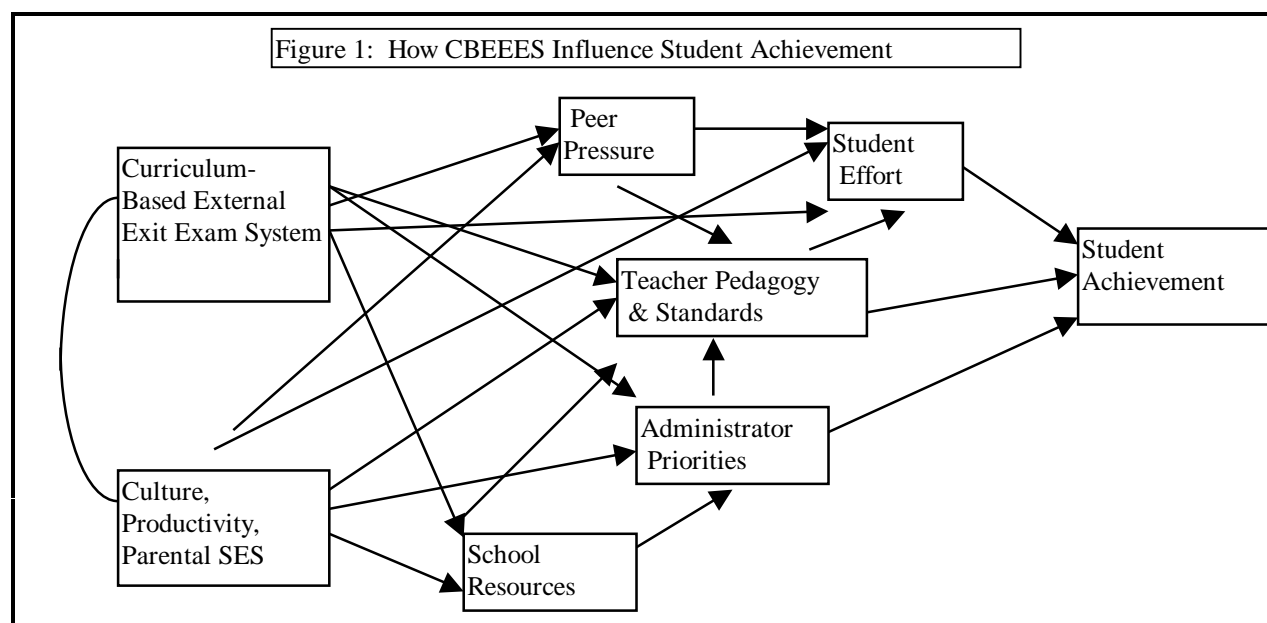 Figure 1: How CBEEES Influence Student Achievement
Peer
Pressure
Student
Effort
Curriculum-
Based External
Exit Exam System
Student
Achievement
Teacher Pedagogy
& Standards
Administrator
Priorities
Culture,
Productivity,
Parental SES
School
Resources